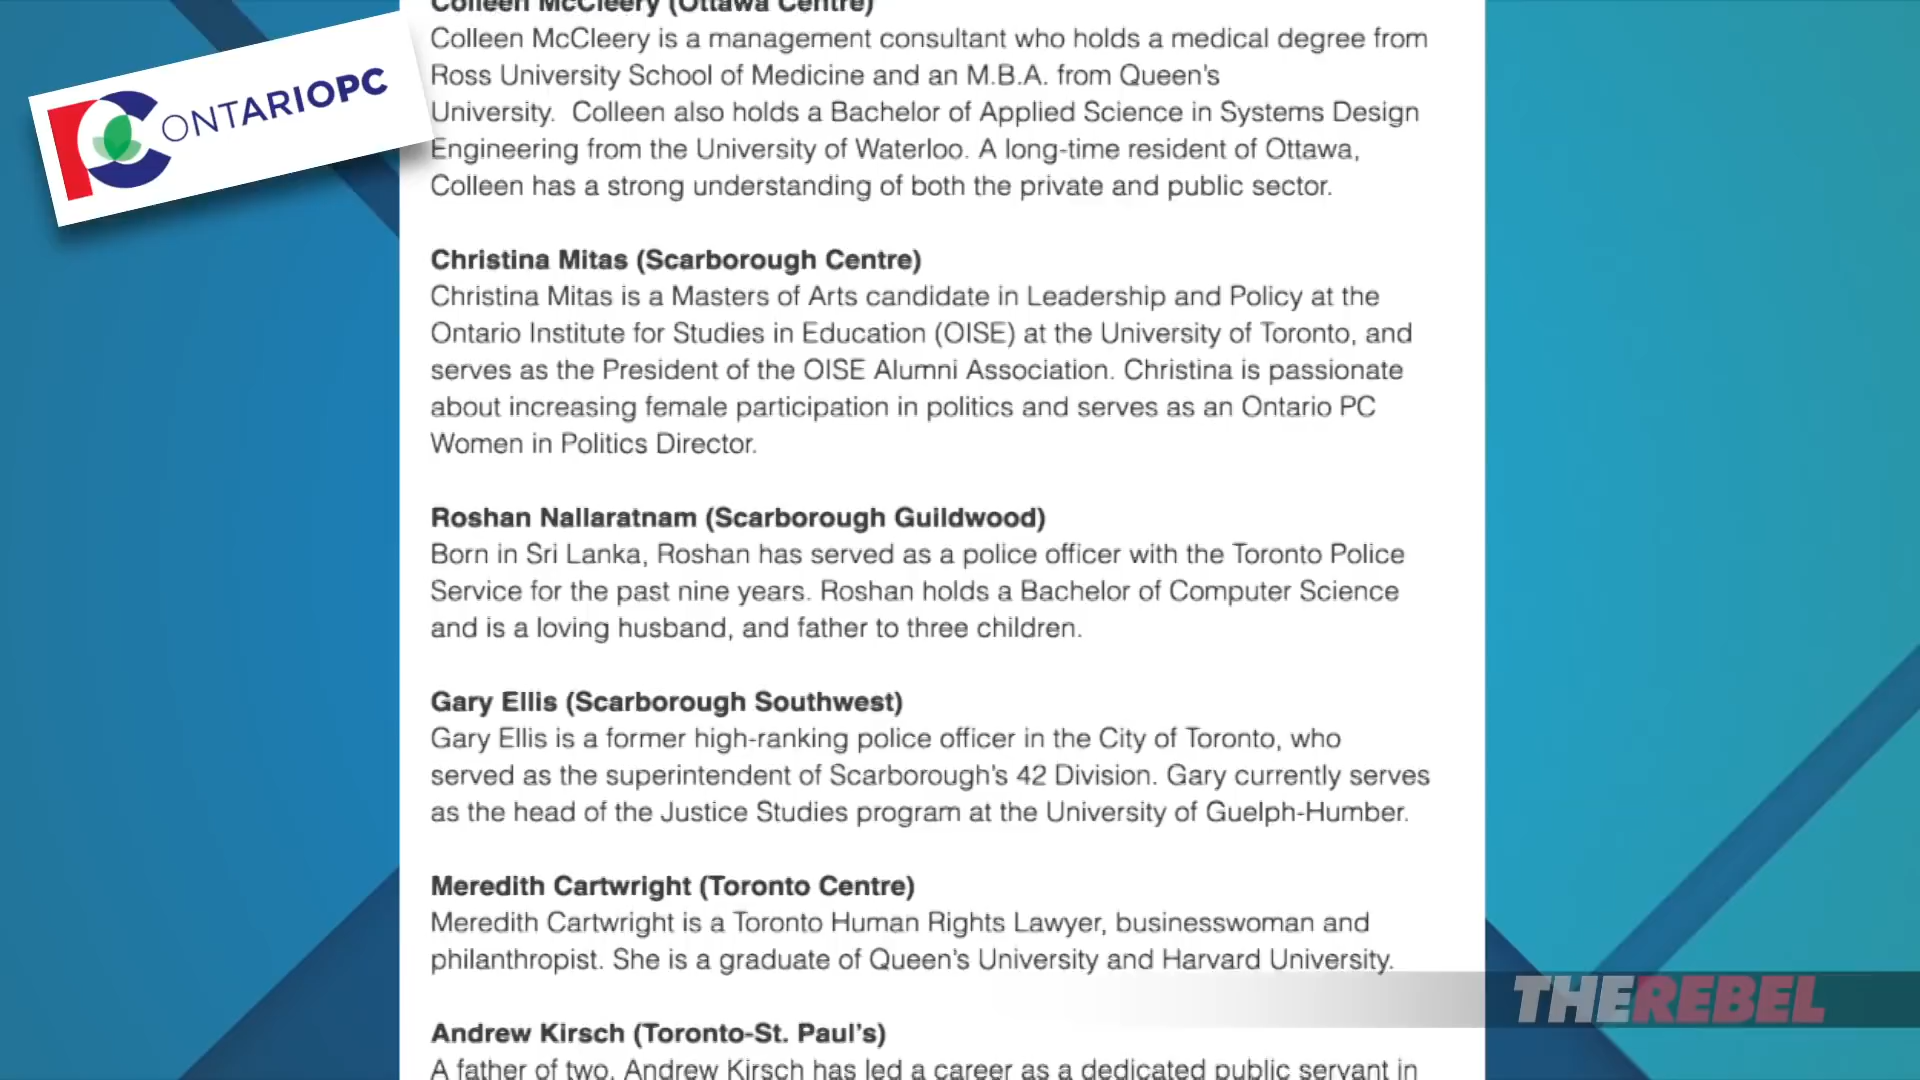 Colleen McCleery (Ottawa Centre)
Colleen McCleery is a management consultant who holds a medical degree from
Ross University School of Medicine and an M.B.A. from Queen's
University.  Colleen also holds a Bachelor of Applied Science in Systems Design
Engineering from the University of Waterloo. A long-time resident of Ottawa,
Colleen has a strong understanding of both the private and public sector.
PC ONTARIOPC
Christina Mitas (Scarborough Centre)
Christina Mitas is a Masters of Arts candidate in Leadership and Policy at the
Ontario Institute for Studies in Education (OISE) at the University of Toronto, and
serves as the President of the OISE Alumni Association. Christina is passionate
about increasing female participation in politics and serves as an Ontario PC
Women in Politics Director.
Roshan Nallaratnam (Scarborough Guildwood)
Born in Sri Lanka, Roshan has served as a police officer with the Toronto Police
Service for the past nine years. Roshan holds a Bachelor of Computer Science
and is a loving husband, and father to three children.
Gary Ellis (Scarborough Southwest)
Gary Ellis is a former high-ranking police officer in the City of Toronto, who
served as the superintendent of Scarborough's 42 Division. Gary currently serves
as the head of the Justice Studies program at the University of Guelph-Humber.
Meredith Cartwright (Toronto Centre)
Meredith Cartwright is a Toronto Human Rights Lawyer, businesswoman and
philanthropist. She is a graduate of Queen's University and Harvard University.
THEREBEL
Andrew Kirsch (Toronto-St. Paul's)
A father of two, Andrew Kirsch has led a career as a dedicated public servant in